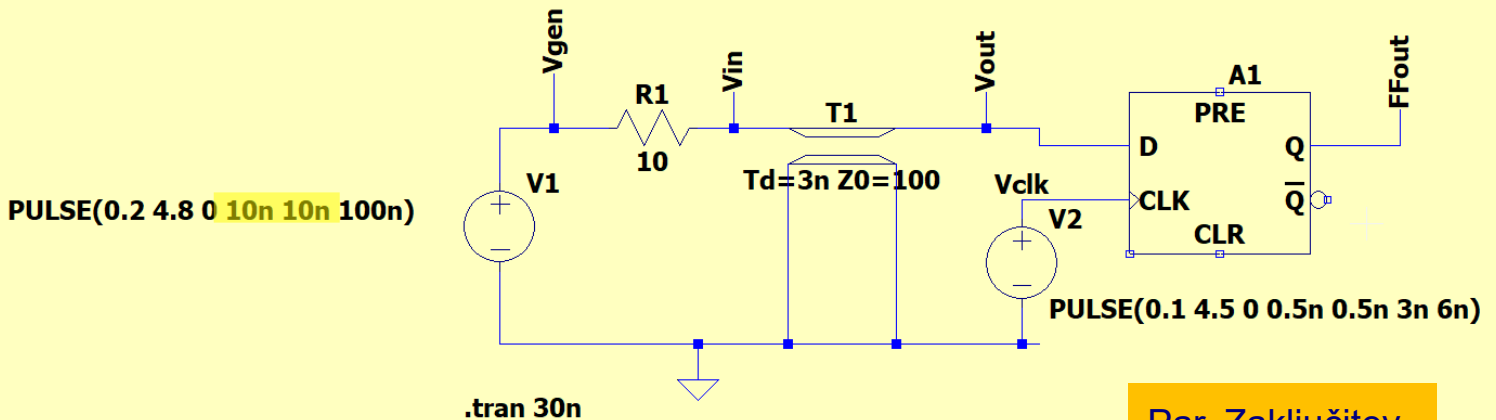 Vgen
Vin
Vout
FFout
R1
10
T1
Td=3n Z0=100
A1
PRE
D
Q
Vclk
CLK
Q
CLR
V1
V2
PULSE(0.2 4.8 0 10n 10n 100n)
PULSE(0.1 4.5 0 0.5n 0.5n 3n 6n)
.tran 30n
Par. Zaključitev